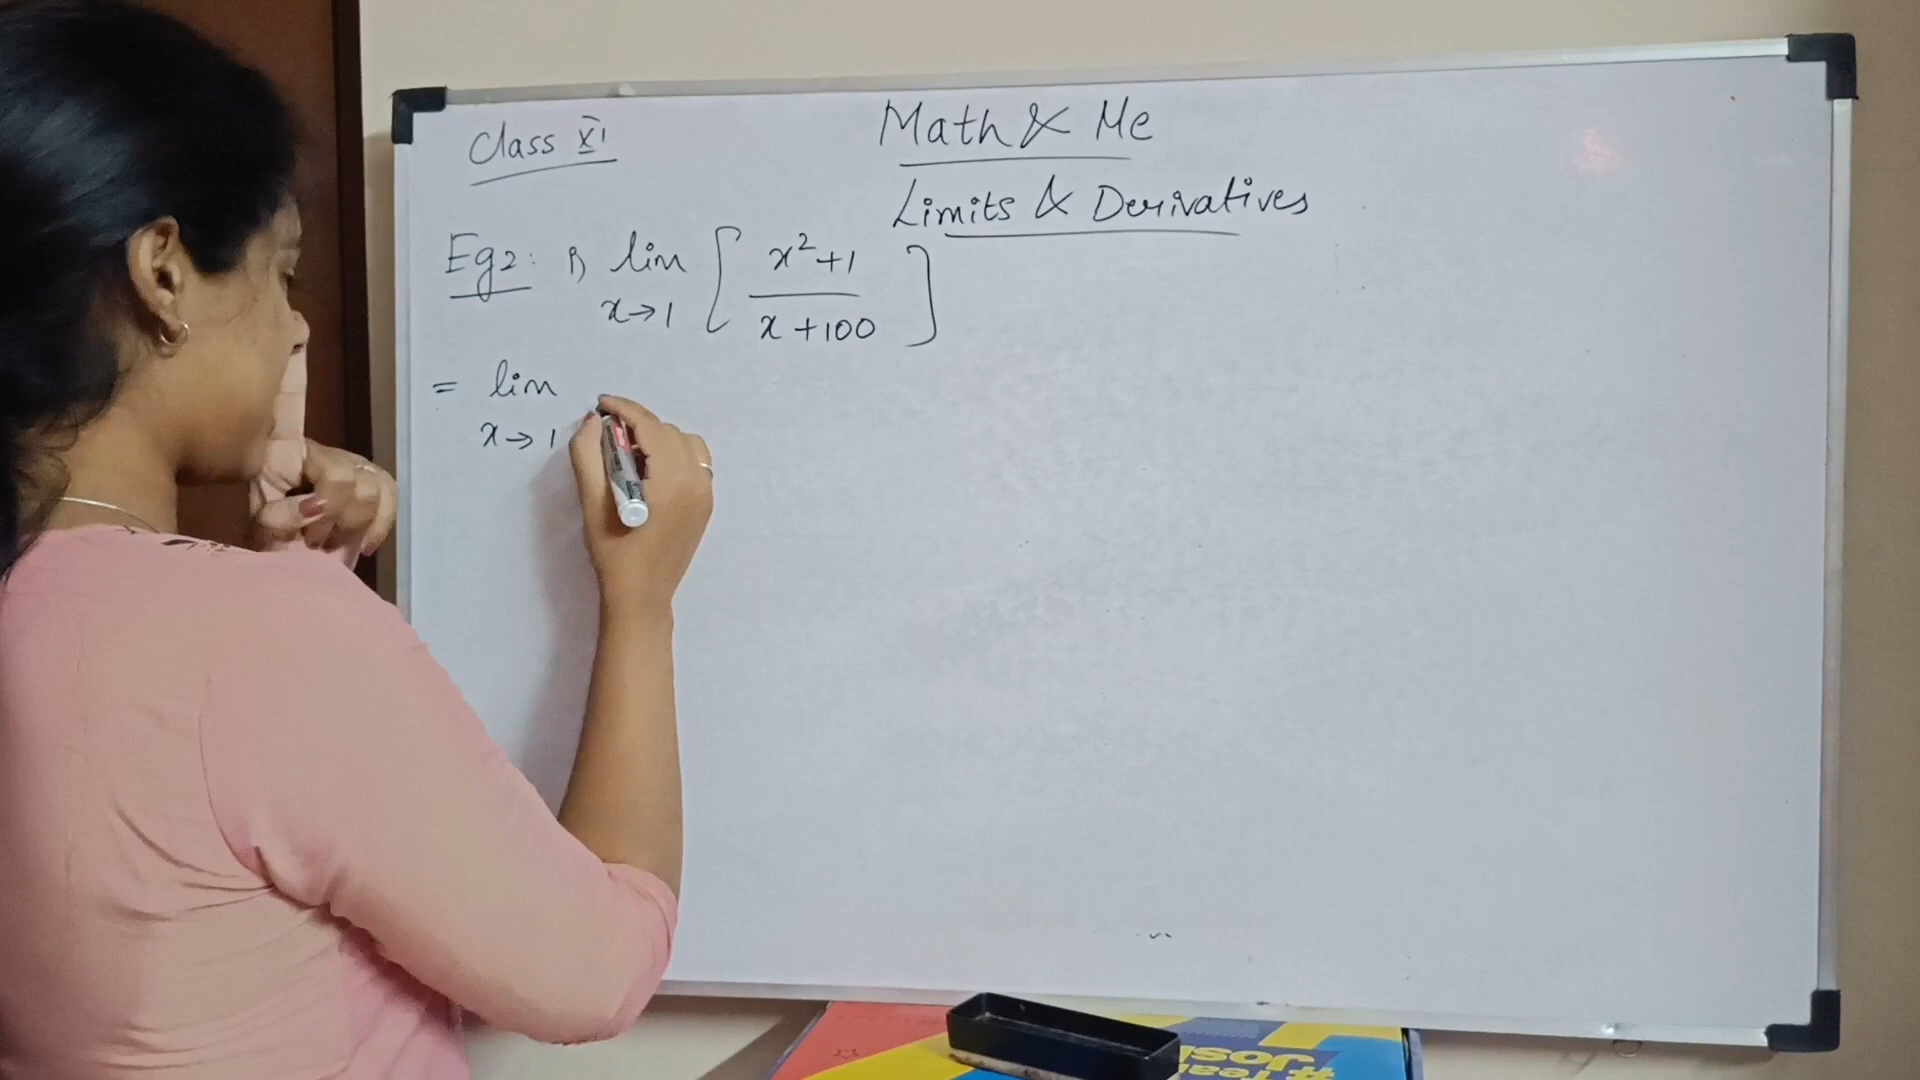 Class XI
Math & Me
Limits & Derivatives
Eg2: i) lim x→1 [ x²+1 / x+100 ]
= lim x→1